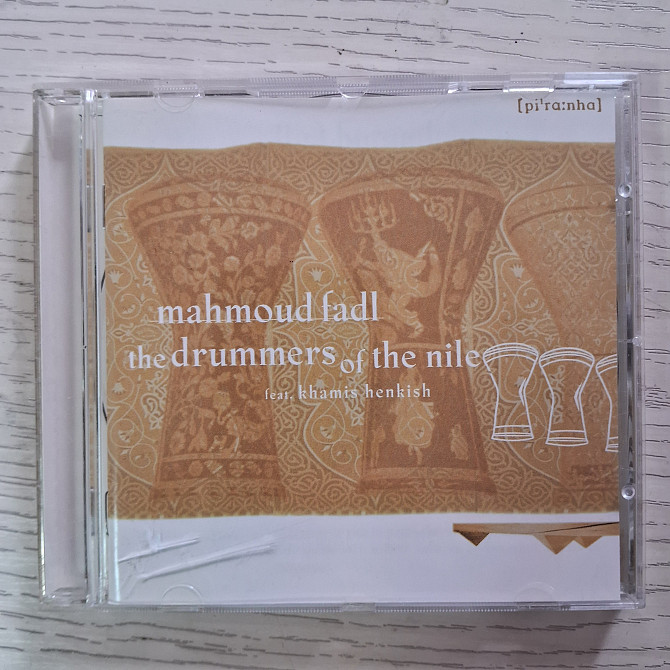 [pi'ra:nha]
mahmoud fadl
the drummers of the nile
feat. khamis henkish